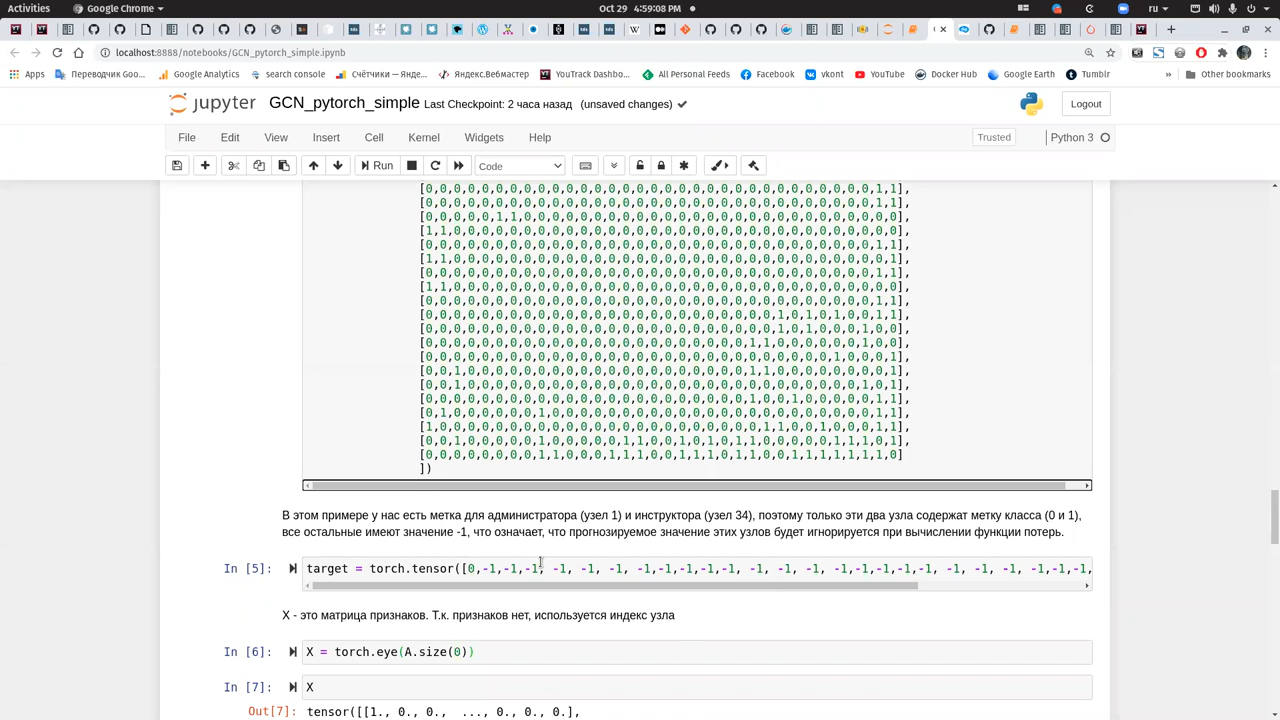 Activities Google Chrome Oct 29 4:59:08 PM ru
localhost:8888/notebooks/GCN_pytorch_simple.ipynb
Apps Переводчик Goo... Google Analytics search console Счётчики — Янде... Яндекс.Вебмастер YouTrack Dashbo... All Personal Feeds Facebook vkont YouTube Docker Hub Google Earth Tumblr » Other bookmarks
jupyter GCN_pytorch_simple Last Checkpoint: 2 часа назад (unsaved changes) Logout
File Edit View Insert Cell Kernel Widgets Help Trusted Python 3
Run Code
[0,0,0,0,0,0,0,0,0,0,0,0,0,0,0,0,0,0,0,0,0,0,0,0,0,0,0,0,0,0,0,0,1,1],
[0,0,0,0,0,0,0,0,0,0,0,0,0,0,0,0,0,0,0,0,0,0,0,0,0,0,0,0,0,0,0,0,1,1],
[0,0,0,0,0,1,1,0,0,0,0,0,0,0,0,0,0,0,0,0,0,0,0,0,0,0,0,0,0,0,0,0,0,0],
[1,1,0,0,0,0,0,0,0,0,0,0,0,0,0,0,0,0,0,0,0,0,0,0,0,0,0,0,0,0,0,0,0,0],
[0,0,0,0,0,0,0,0,0,0,0,0,0,0,0,0,0,0,0,0,0,0,0,0,0,0,0,0,0,0,0,0,1,1],
[1,1,0,0,0,0,0,0,0,0,0,0,0,0,0,0,0,0,0,0,0,0,0,0,0,0,0,0,0,0,0,0,0,1],
[0,0,0,0,0,0,0,0,0,0,0,0,0,0,0,0,0,0,0,0,0,0,0,0,0,0,0,0,0,0,0,0,1,1],
[1,1,0,0,0,0,0,0,0,0,0,0,0,0,0,0,0,0,0,0,0,0,0,0,0,0,0,0,0,0,0,0,0,0],
[0,0,0,0,0,0,0,0,0,0,0,0,0,0,0,0,0,0,0,0,0,0,0,0,0,0,0,0,0,0,0,0,1,1],
[0,0,0,0,0,0,0,0,0,0,0,0,0,0,0,0,0,0,0,0,0,0,0,0,0,1,0,1,0,1,0,0,1,1],
[0,0,0,0,0,0,0,0,0,0,0,0,0,0,0,0,0,0,0,0,0,0,0,0,0,1,0,1,0,0,0,1,0,0],
[0,0,0,0,0,0,0,0,0,0,0,0,0,0,0,0,0,0,0,0,0,0,0,1,1,0,0,0,0,0,0,1,0,0],
[0,0,0,0,0,0,0,0,0,0,0,0,0,0,0,0,0,0,0,0,0,0,0,0,0,0,0,0,0,1,0,0,0,1],
[0,0,1,0,0,0,0,0,0,0,0,0,0,0,0,0,0,0,0,0,0,0,0,1,1,0,0,0,0,0,0,0,0,1],
[0,0,1,0,0,0,0,0,0,0,0,0,0,0,0,0,0,0,0,0,0,0,0,0,0,0,0,0,0,0,0,1,0,1],
[0,0,0,0,0,0,0,0,0,0,0,0,0,0,0,0,0,0,0,0,0,0,0,1,0,0,1,0,0,0,0,0,1,1],
[0,1,0,0,0,0,0,0,1,0,0,0,0,0,0,0,0,0,0,0,0,0,0,0,0,0,0,0,0,0,0,0,1,1],
[1,0,0,0,0,0,0,0,0,0,0,0,0,0,0,0,0,0,0,0,0,0,0,0,1,1,0,0,1,0,0,0,1,1],
[0,0,1,0,0,0,0,0,1,0,0,0,0,0,1,1,0,0,1,0,1,0,1,1,0,0,0,0,0,1,1,1,0,1],
[0,0,0,0,0,0,0,0,1,1,0,0,0,1,1,1,0,0,1,1,1,0,1,1,0,0,1,1,1,1,1,1,1,0]
])
В этом примере у нас есть метка для администратора (узел 1) и инструктора (узел 34), поэтому только эти два узла содержат метку класса (0 и 1),
все остальные имеют значение -1, что означает, что прогнозируемое значение этих узлов будет игнорируется при вычислении функции потерь.
In [5]: target = torch.tensor([0,-1,-1,-1, -1, -1, -1, -1,-1,-1,-1,-1, -1, -1, -1, -1,-1,-1,-1,-1, -1, -1, -1, -1,-1,-1,
X - это матрица признаков. Т.к. признаков нет, используется индекс узла
In [6]: X = torch.eye(A.size(0))
In [7]: X
Out[7]: tensor([[1., 0., 0., ..., 0., 0., 0.],